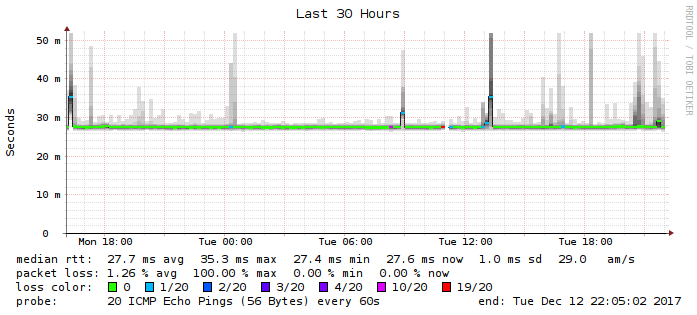 Last 30 Hours
RRDTOOL / TOBI OETIKER
Seconds
50 m
40 m
30 m
20 m
10 m
0
Mon 18:00 Tue 00:00 Tue 06:00 Tue 12:00 Tue 18:00
median rtt: 27.7 ms avg 35.3 ms max 27.4 ms min 27.6 ms now 1.0 ms sd 29.0 am/s
packet loss: 1.26 % avg 100.00 % max 0.00 % min 0.00 % now
loss color: 0 1/20 2/20 3/20 4/20 10/20 19/20
probe: 20 ICMP Echo Pings (56 Bytes) every 60s end: Tue Dec 12 22:05:02 2017